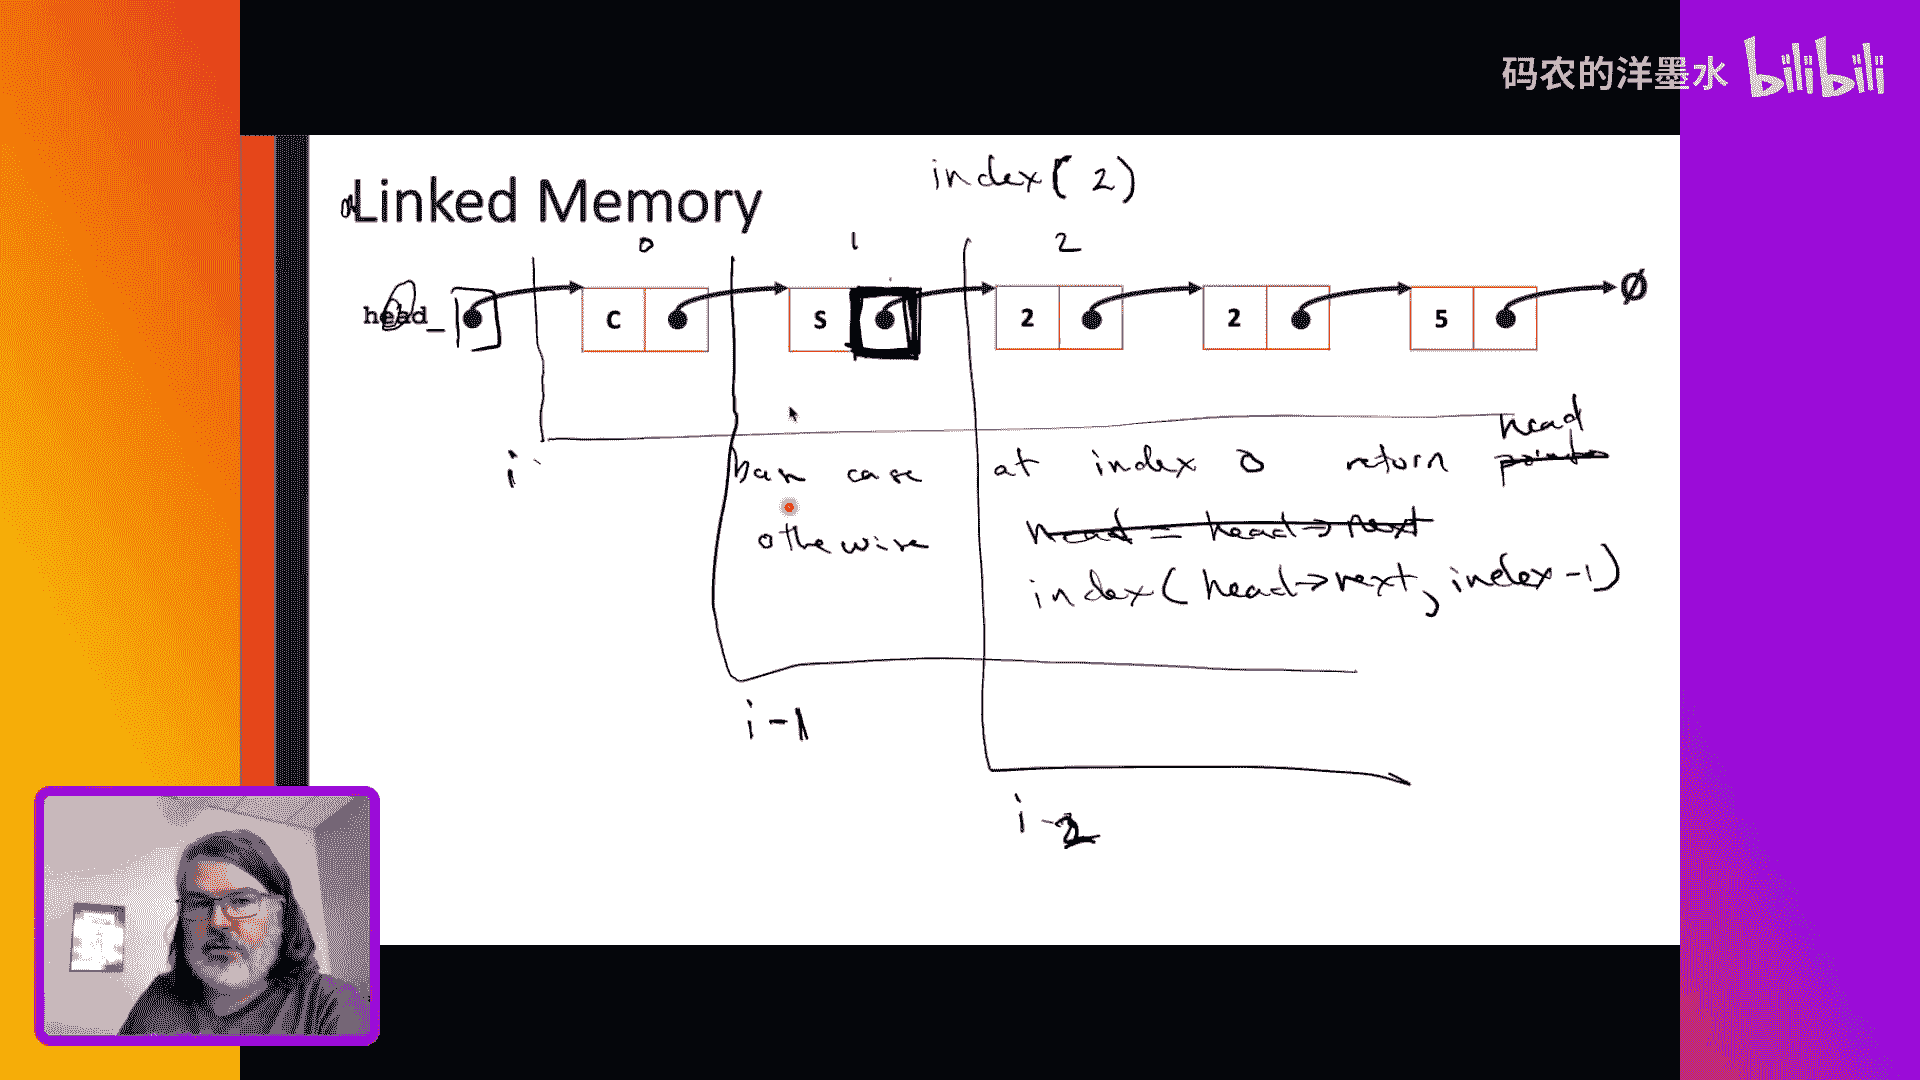 码农的洋墨水 bilibili
index( 2)
Linked Memory
0 1 2
head_ C S 2 2 5 Ø
head
i
base case at index 0 return points
otherwise head = head→next
index(head→next, index-1)
i-1
i-2